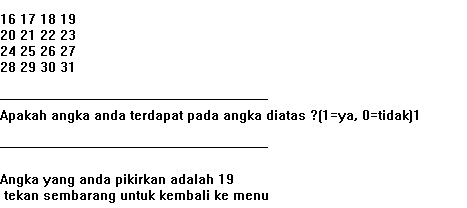 16 17 18 19
20 21 22 23
24 25 26 27
28 29 30 31
Apakah angka anda terdapat pada angka diatas ?(1=ya, 0=tidak)1
Angka yang anda pikirkan adalah 19
tekan sembarang untuk kembali ke menu